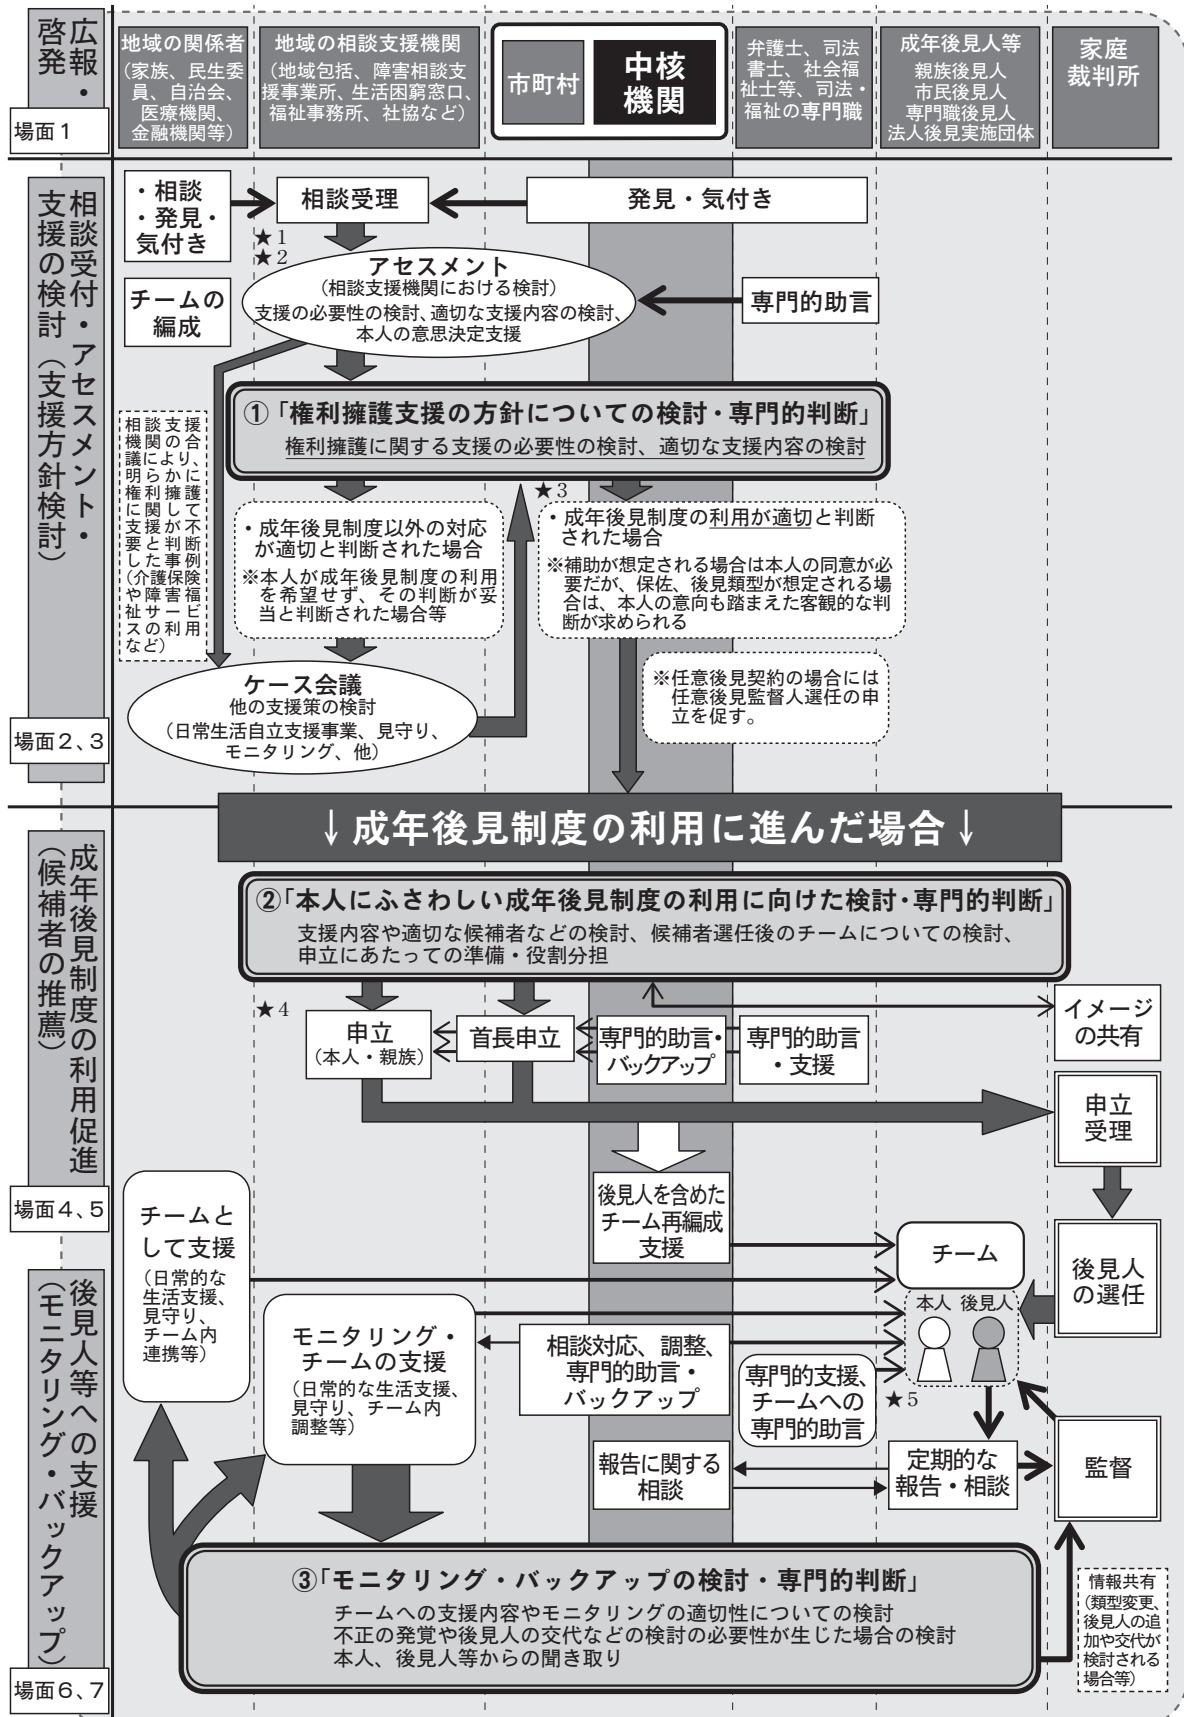 広報・
啓発
場面1
地域の関係者
（家族、民生委
員、自治会、
医療機関、
金融機関等）
地域の相談支援機関
（地域包括、障害相談支
援事業所、生活困窮窓口、
福祉事務所、社協など）
市町村
中核
機関
弁護士、司法
書士、社会福
祉士等、司法・
福祉の専門職
成年後見人等
親族後見人
市民後見人
専門職後見人
法人後見実施団体
家庭
裁判所
相談受付・アセスメント・
支援の検討（支援方針検討）
場面2、3
・相談
・発見・
気付き
相談受理
発見・気付き
★1
★2
チームの
編成
アセスメント
（相談支援機関における検討）
支援の必要性の検討、適切な支援内容の検討、
本人の意思決定支援
専門的助言
①「権利擁護支援の方針についての検討・専門的判断」
権利擁護に関する支援の必要性の検討、適切な支援内容の検討
相談支援
機関の合
議により、
明らかに
権利擁護
に関して
支援が不
要と判断
した事例
（介護保険
や障害福
祉サービ
スの利用
など）
★3
・成年後見制度以外の対応
が適切と判断された場合
※本人が成年後見制度の利用
を希望せず、その判断が妥
当と判断された場合等
・成年後見制度の利用が適切と判断
された場合
※補助が想定される場合は本人の同意が必
要だが、保佐、後見類型が想定される場
合は、本人の意向も踏まえた客観的な判
断が求められる
※任意後見契約の場合には
任意後見監督人選任の申
立を促す。
ケース会議
他の支援策の検討
（日常生活自立支援事業、見守り、
モニタリング、他）
↓成年後見制度の利用に進んだ場合↓
成年後見制度の利用促進
（候補者の推薦）
場面4、5
②「本人にふさわしい成年後見制度の利用に向けた検討・専門的判断」
支援内容や適切な候補者などの検討、候補者選任後のチームについての検討、
申立にあたっての準備・役割分担
★4
申立
（本人・親族）
首長申立
専門的助言・
バックアップ
専門的助言
・支援
イメージ
の共有
申立
受理
後見人を含めた
チーム再編成
支援
チームと
して支援
（日常的な
生活支援、
見守り、
チーム内
連携等）
チーム
本人 後見人
後見人
の選任
後見人等への支援
（モニタリング・バックアップ）
場面6、7
モニタリング・
チームの支援
（日常的な生活支援、
見守り、チーム内
調整等）
相談対応、調整、
専門的助言・
バックアップ
専門的支援、
チームへの
専門的助言
★5
報告に関する
相談
定期的な
報告・相談
監督
③「モニタリング・バックアップの検討・専門的判断」
チームへの支援内容やモニタリングの適切性についての検討
不正の発覚や後見人の交代などの検討の必要性が生じた場合の検討
本人、後見人等からの聞き取り
情報共有
（類型変更、
後見人の追
加や交代が
検討される
場合等）